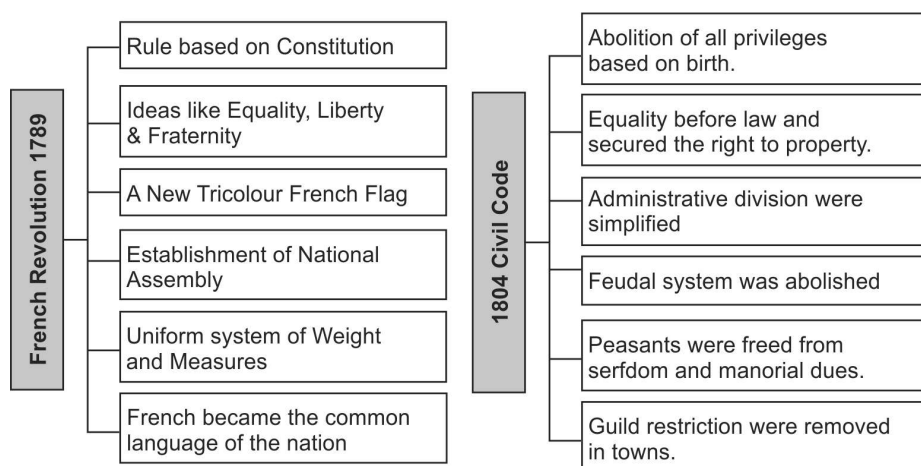 French Revolution 1789
Rule based on Constitution
Ideas like Equality, Liberty
& Fraternity
A New Tricolour French Flag
Establishment of National
Assembly
Uniform system of Weight
and Measures
French became the common
language of the nation
1804 Civil Code
Abolition of all privileges
based on birth.
Equality before law and
secured the right to property.
Administrative division were
simplified
Feudal system was abolished
Peasants were freed from
serfdom and manorial dues.
Guild restriction were removed
in towns.